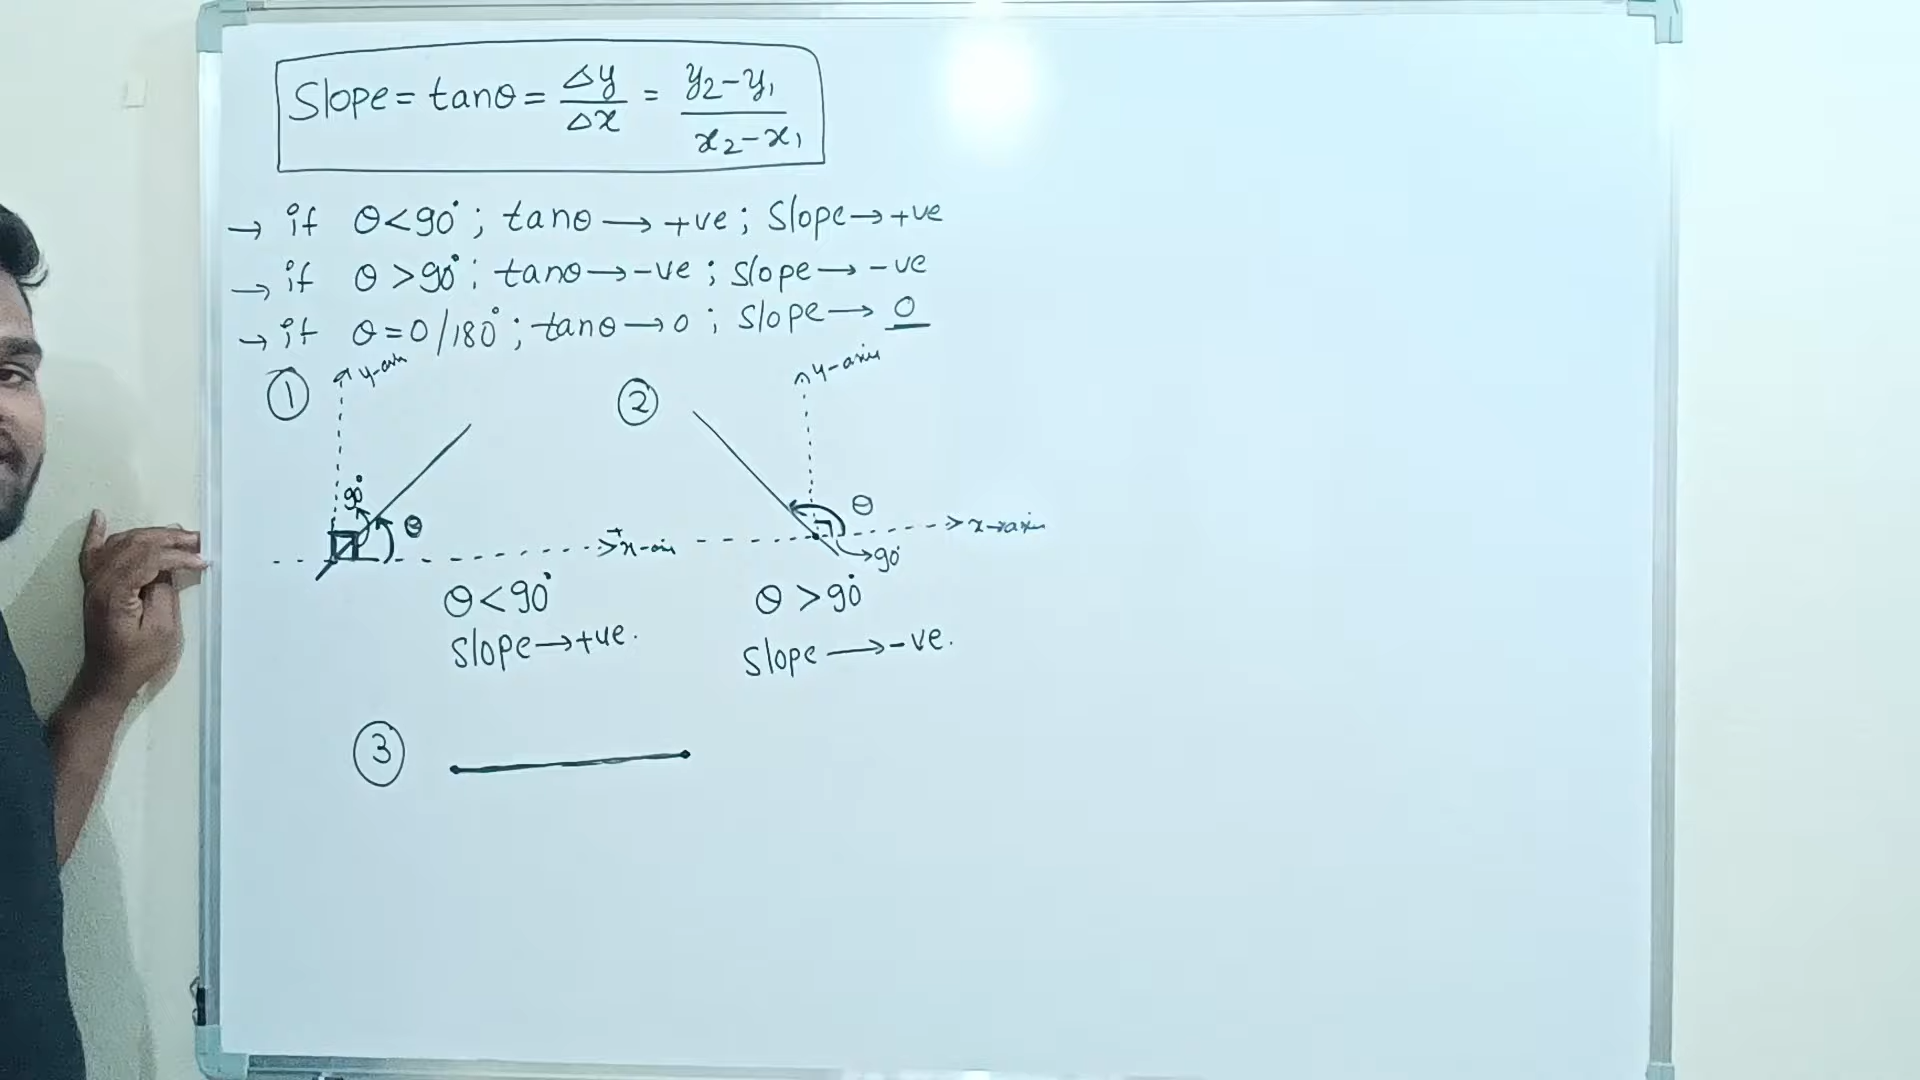 Slope = tanθ = Δy/Δx = y₂-y₁/x₂-x₁
→ if θ<90°; tanθ → +ve; Slope → +ve
→ if θ >90°; tanθ → -ve ; Slope → -ve
→ if θ=0/180°; tanθ → 0 ; Slope → 0
① y-axis
② y-axis
90° θ
x-axis
θ
90°
x-axis
θ<90°
Slope → +ve.
θ >90°
Slope → -ve.
③